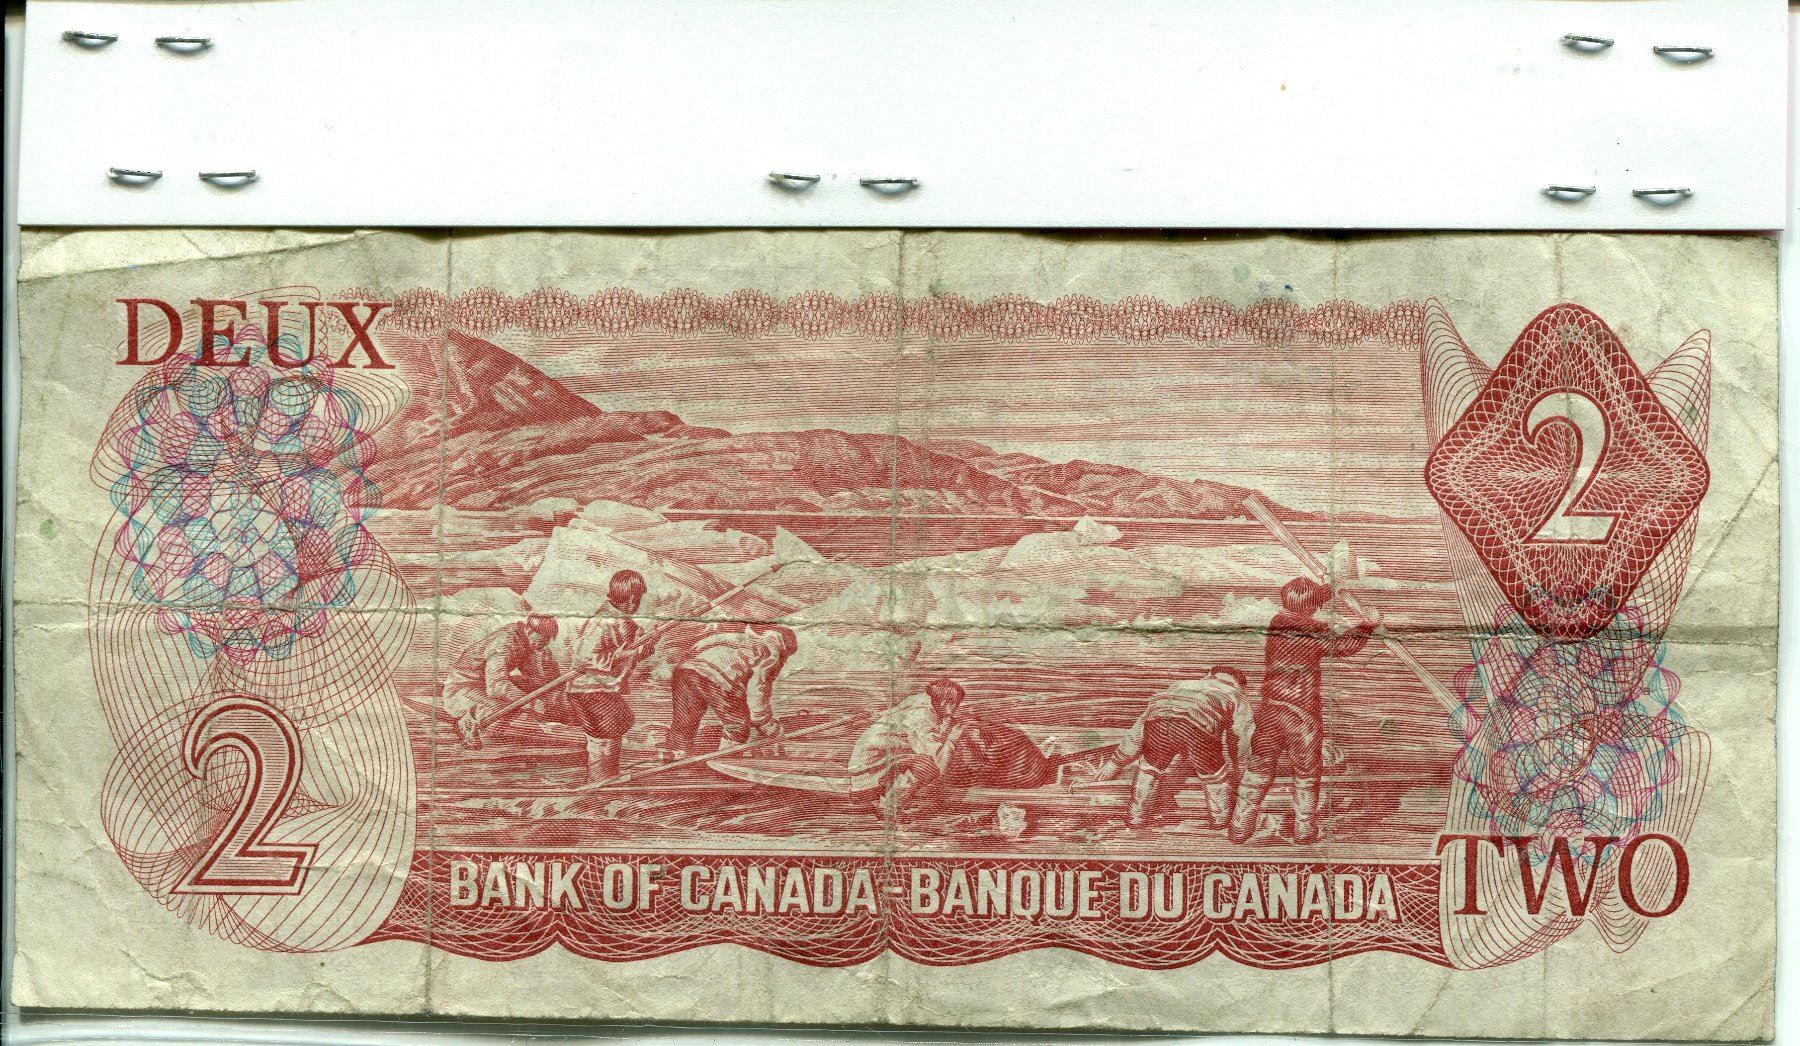 DEUX
2
2
BANK OF CANADA-BANQUE DU CANADA
TWO